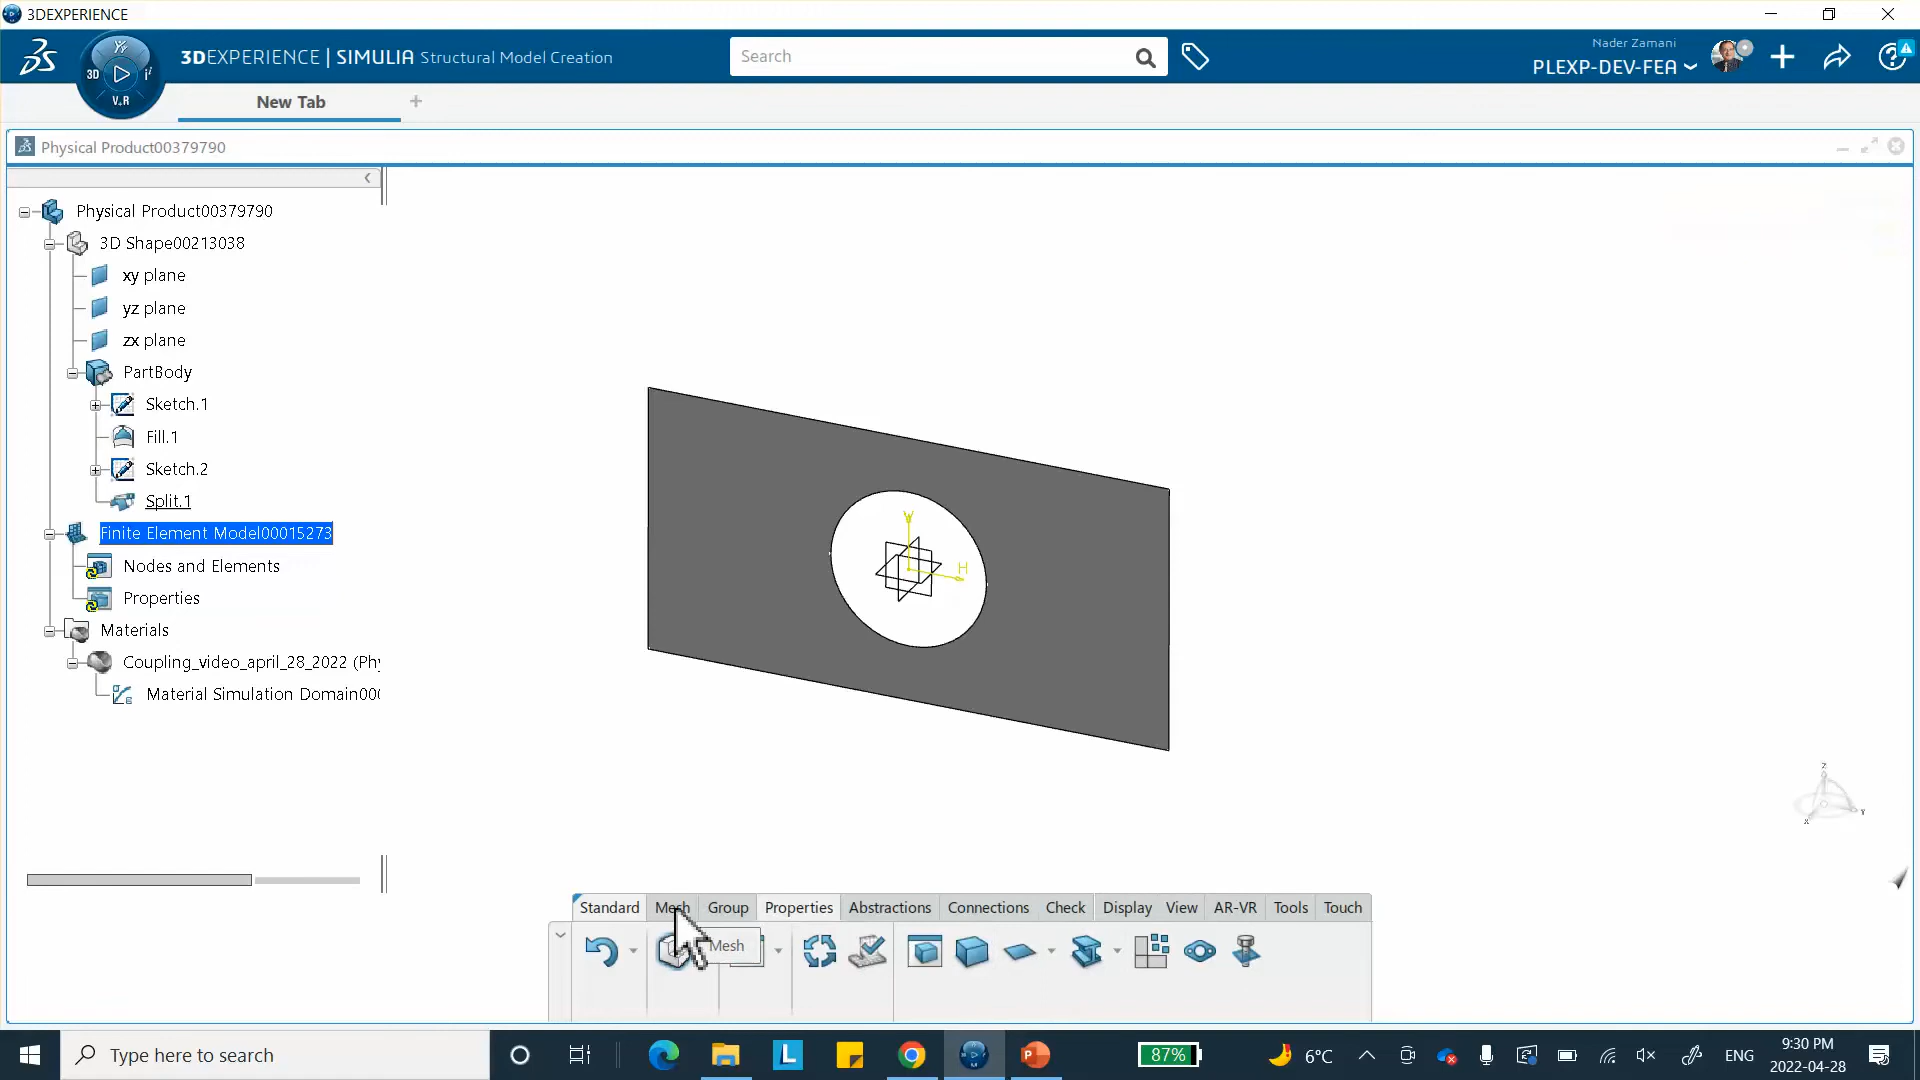 3DEXPERIENCE
3DEXPERIENCE | SIMULIA Structural Model Creation
3D
V.R
Search
Nader Zamani
PLEXP-DEV-FEA
New Tab
Physical Product00379790
Physical Product00379790
3D Shape00213038
xy plane
yz plane
zx plane
PartBody
Sketch.1
Fill.1
Sketch.2
Split.1
Finite Element Model00015273
Nodes and Elements
Properties
Materials
Coupling_video_april_28_2022 (Phy
Material Simulation Domain000
V
H
z
Y
x
Standard Mesh Group Properties Abstractions Connections Check Display View AR-VR Tools Touch
Mesh
Type here to search
87%
6°C
ENG
9:30 PM
2022-04-28